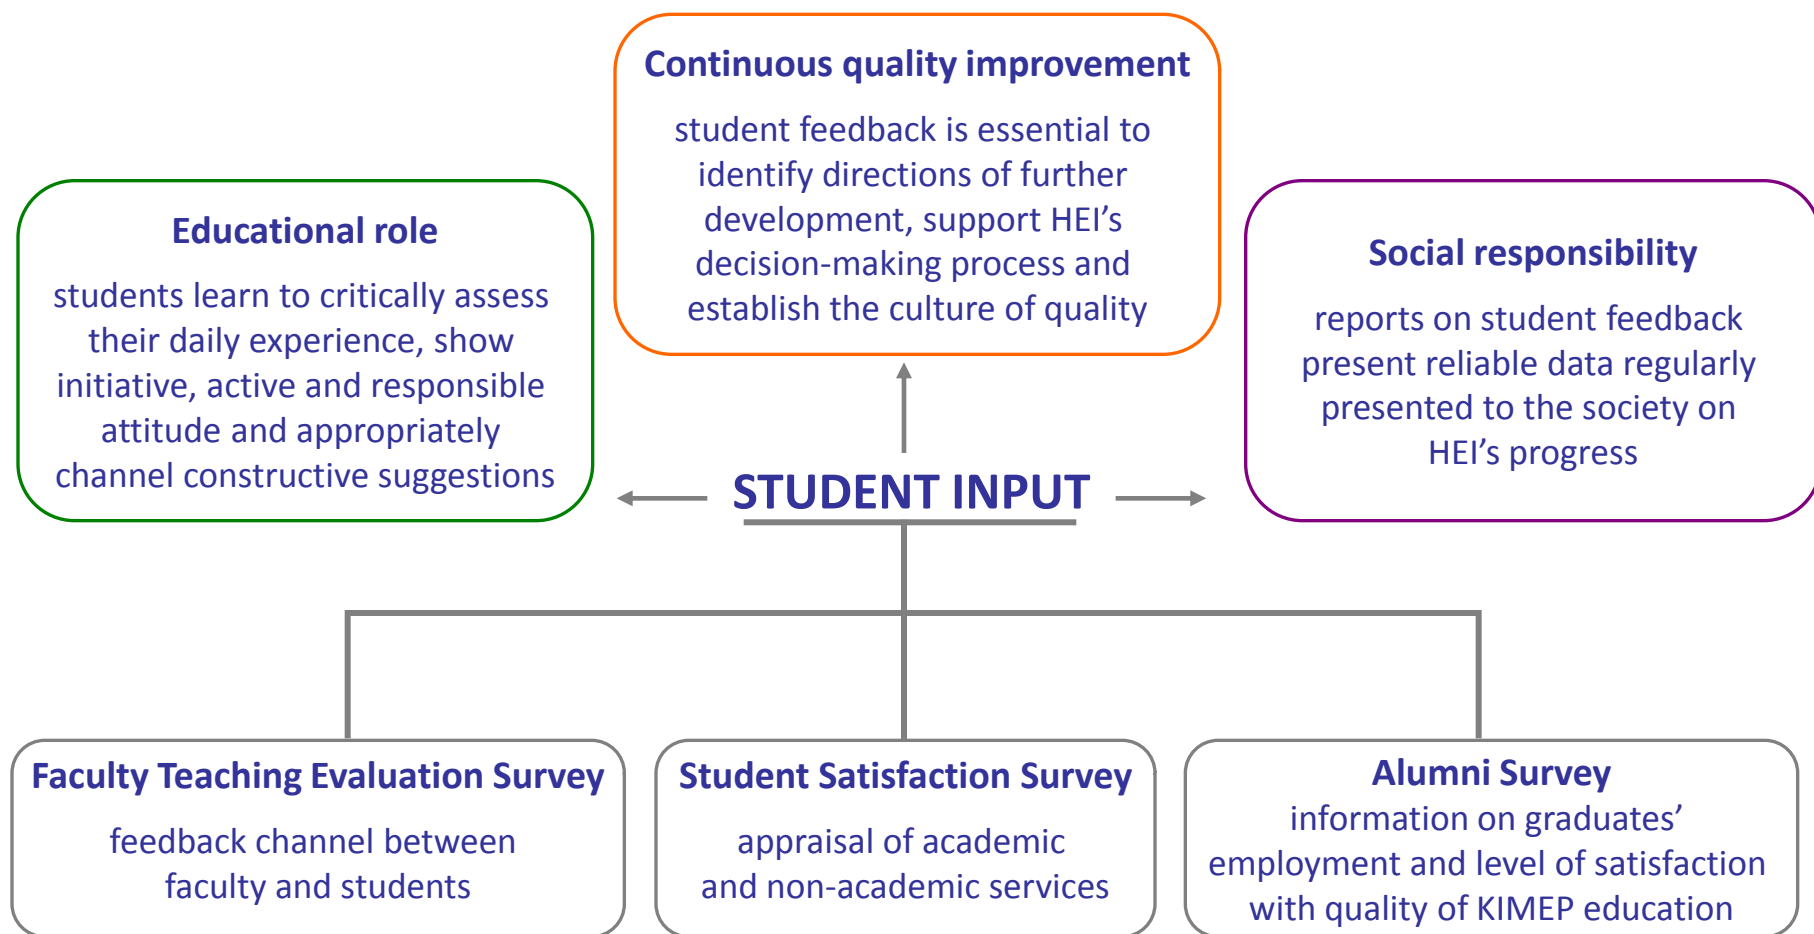 Continuous quality improvement
student feedback is essential to
identify directions of further
development, support HEI’s
decision-making process and
establish the culture of quality
Educational role
students learn to critically assess
their daily experience, show
initiative, active and responsible
attitude and appropriately
channel constructive suggestions
Social responsibility
reports on student feedback
present reliable data regularly
presented to the society on
HEI’s progress
STUDENT INPUT
Faculty Teaching Evaluation Survey
feedback channel between
faculty and students
Student Satisfaction Survey
appraisal of academic
and non-academic services
Alumni Survey
information on graduates’
employment and level of satisfaction
with quality of KIMEP education